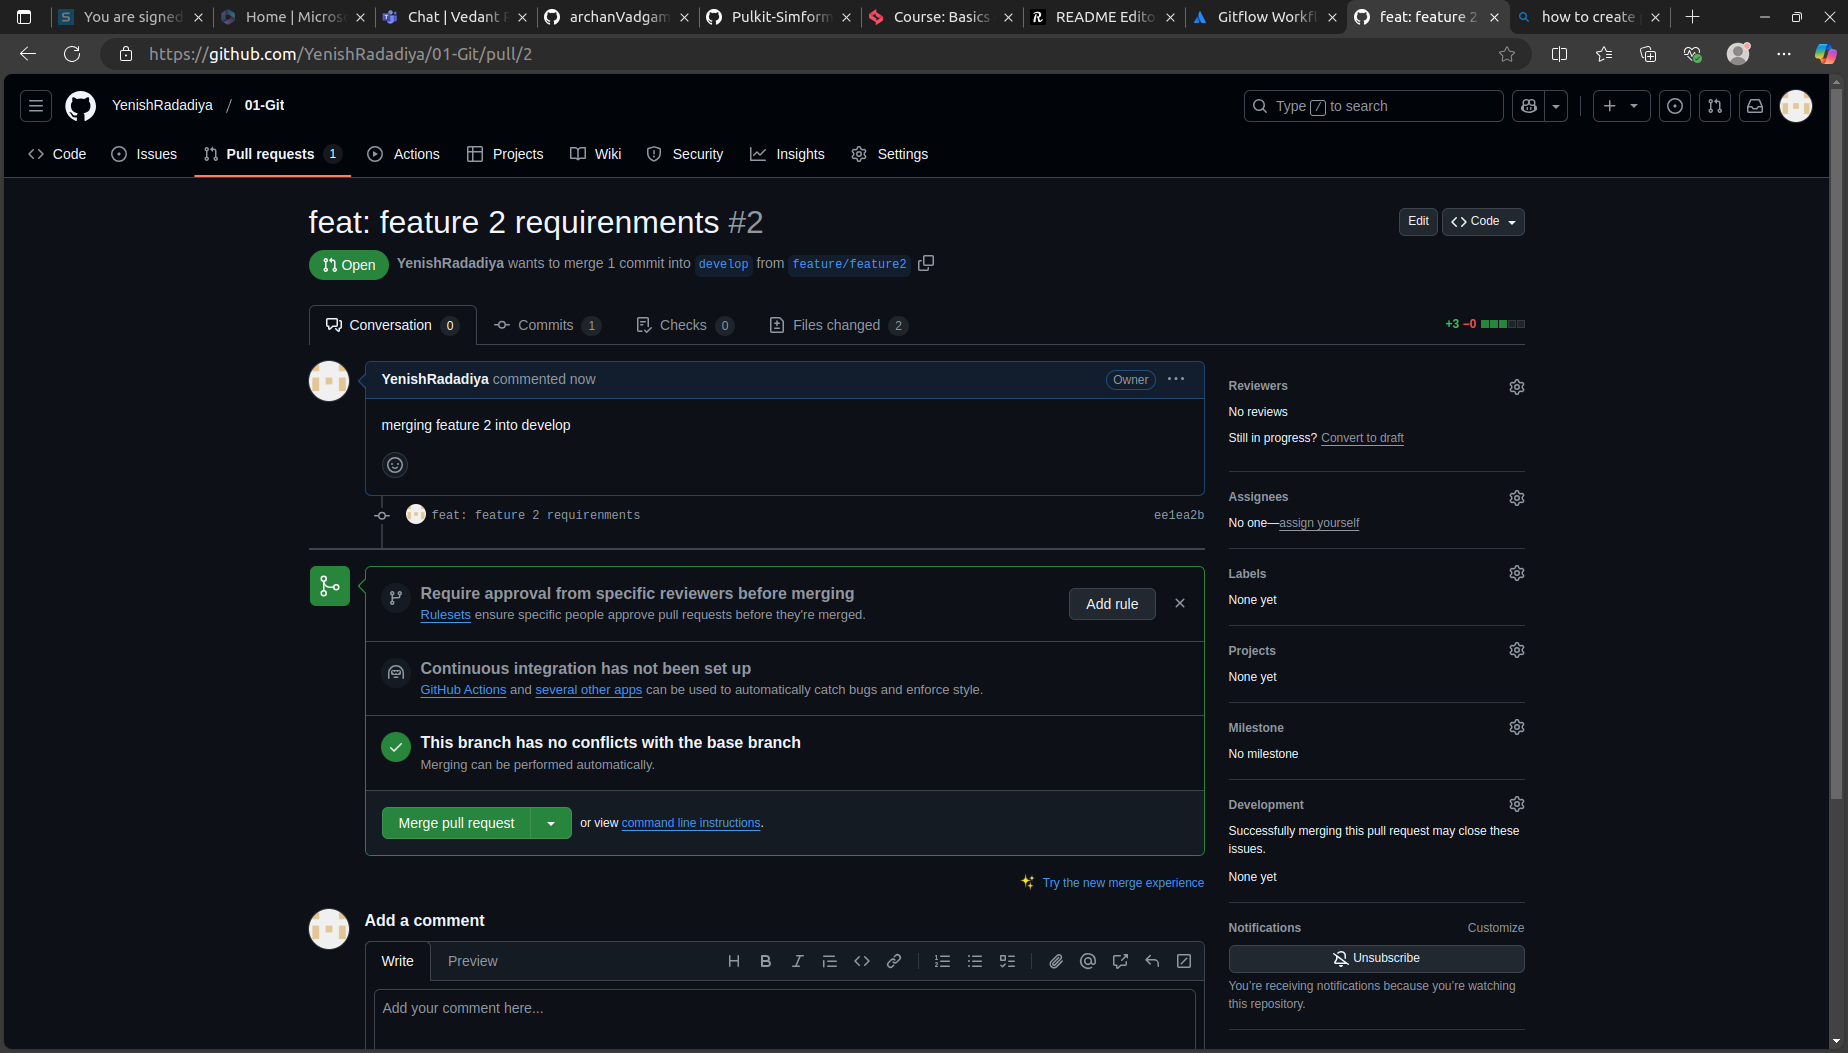 You are signed
Home | Micros
Chat | Vedant
archanVadgam
Pulkit-Simform
Course: Basics
README Edito
Gitflow Workfl
feat: feature 2
how to create
https://github.com/YenishRadadiya/01-Git/pull/2
YenishRadadiya / 01-Git
Type / to search
Code
Issues
Pull requests 1
Actions
Projects
Wiki
Security
Insights
Settings
feat: feature 2 requirenments #2
Edit
<> Code
Open
YenishRadadiya wants to merge 1 commit into develop from feature/feature2
Conversation 0
Commits 1
Checks 0
Files changed 2
+3 −0
YenishRadadiya commented now
Owner
merging feature 2 into develop
feat: feature 2 requirenments
ee1ea2b
Require approval from specific reviewers before merging
Rulesets ensure specific people approve pull requests before they're merged.
Add rule
Continuous integration has not been set up
GitHub Actions and several other apps can be used to automatically catch bugs and enforce style.
This branch has no conflicts with the base branch
Merging can be performed automatically.
Merge pull request
or view command line instructions.
Try the new merge experience
Add a comment
Write
Preview
Add your comment here...
Reviewers
No reviews
Still in progress? Convert to draft
Assignees
No one—assign yourself
Labels
None yet
Projects
None yet
Milestone
No milestone
Development
Successfully merging this pull request may close these
issues.
None yet
Notifications
Customize
Unsubscribe
You're receiving notifications because you're watching
this repository.